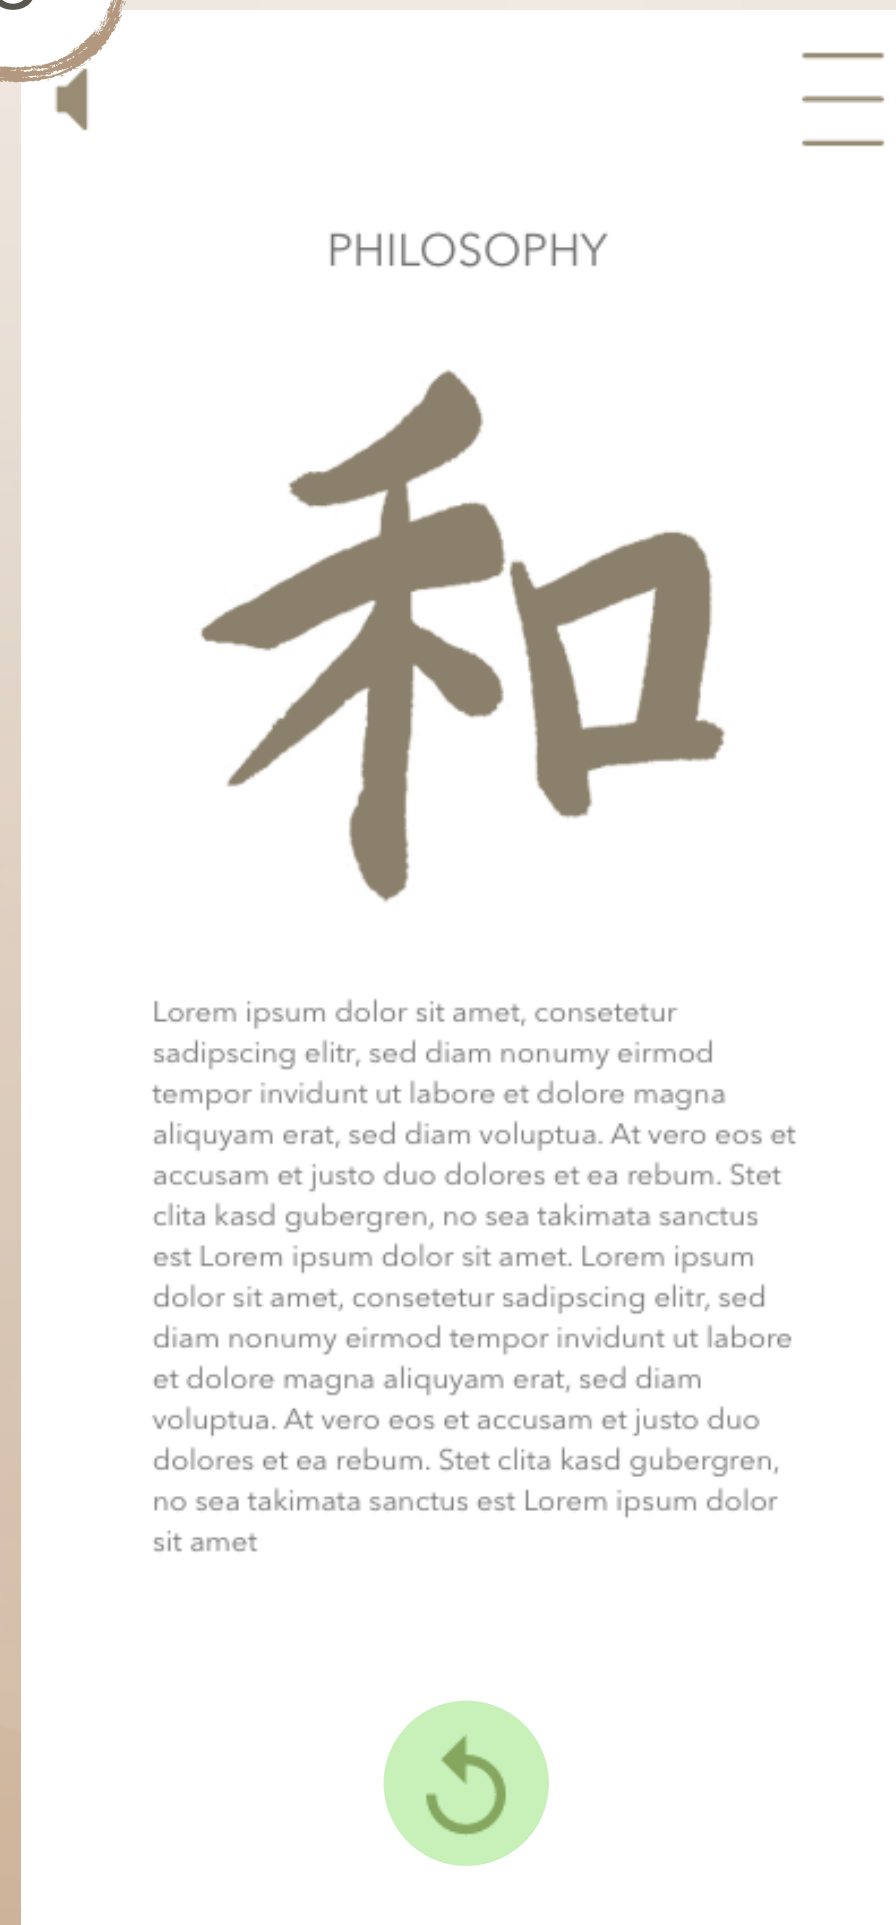 PHILOSOPHY
和
Lorem ipsum dolor sit amet, consetetur
sadipscing elitr, sed diam nonumy eirmod
tempor invidunt ut labore et dolore magna
aliquyam erat, sed diam voluptua. At vero eos et
accusam et justo duo dolores et ea rebum. Stet
clita kasd gubergren, no sea takimata sanctus
est Lorem ipsum dolor sit amet. Lorem ipsum
dolor sit amet, consetetur sadipscing elitr, sed
diam nonumy eirmod tempor invidunt ut labore
et dolore magna aliquyam erat, sed diam
voluptua. At vero eos et accusam et justo duo
dolores et ea rebum. Stet clita kasd gubergren,
no sea takimata sanctus est Lorem ipsum dolor
sit amet